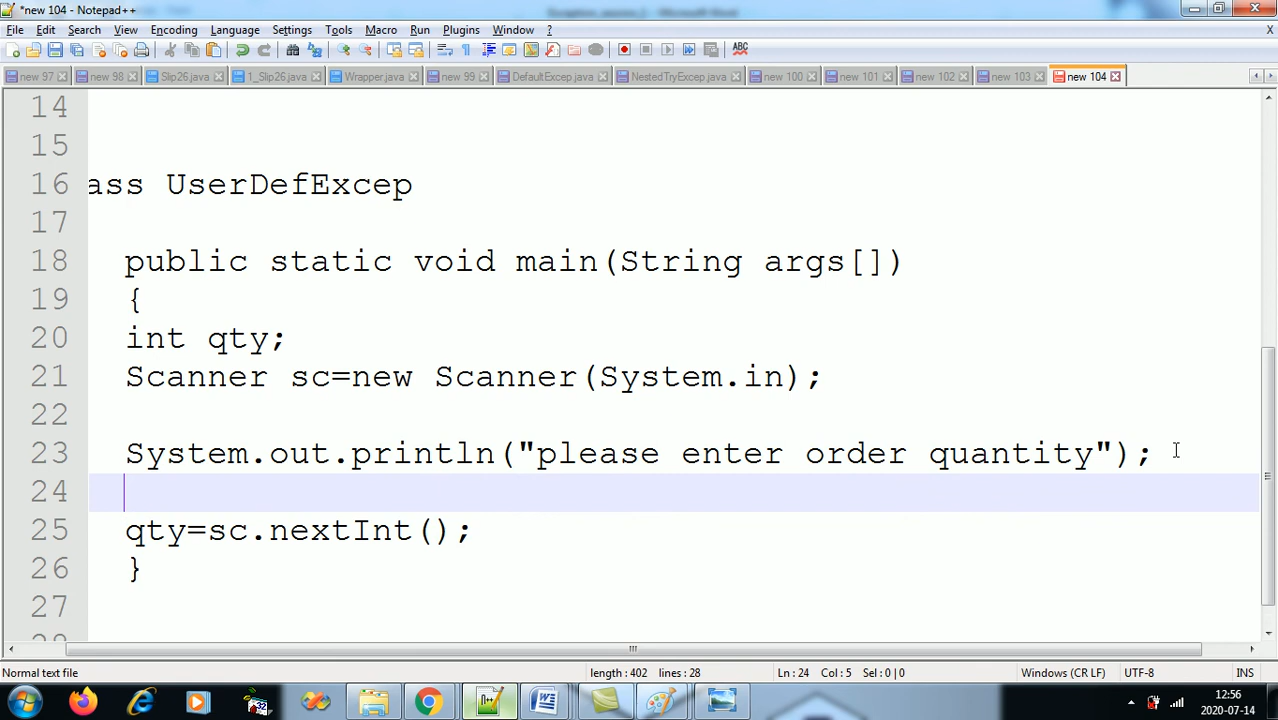 *new 104 - Notepad++
File Edit Search View Encoding Language Settings Tools Macro Run Plugins Window ? X
new 97 new 98 Slip26.java 1_Slip26.java Wrapper.java new 99 DefaultExcep.java NestedTryExcep.java new 100 new 101 new 102 new 103 new 104
14
15
16 ass UserDefExcep
17
18 public static void main(String args[])
19 {
20 int qty;
21 Scanner sc=new Scanner(System.in);
22
23 System.out.println("please enter order quantity");
24
25 qty=sc.nextInt();
26 }
27
Normal text file length : 402 lines : 28 Ln : 24 Col : 5 Sel : 0 | 0 Windows (CR LF) UTF-8 INS
12:56
2020-07-14